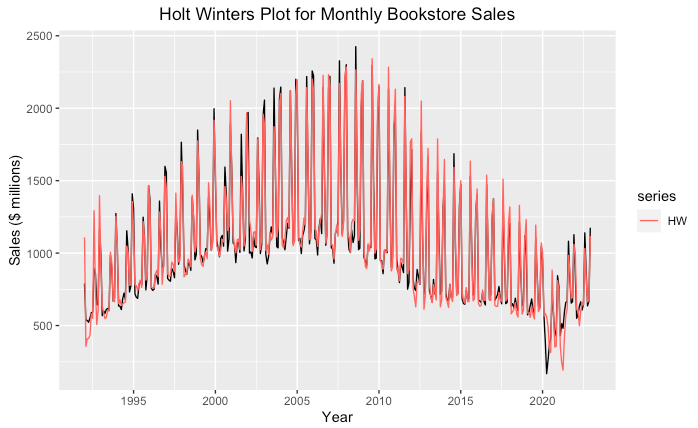 Holt Winters Plot for Monthly Bookstore Sales
2500
2000
1500
1000
500
Sales ($ millions)
1995 2000 2005 2010 2015 2020
Year
series
HW